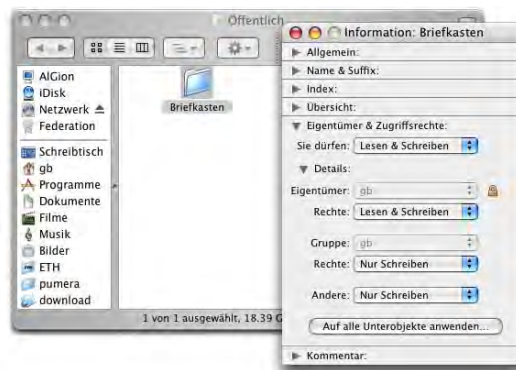 Öffentlich
Briefkasten
AlGion
iDisk
Netzwerk
Federation
Schreibtisch
gb
Programme
Dokumente
Filme
Musik
Bilder
ETH
pumera
download
1 von 1 ausgewählt, 18.39 G
Information: Briefkasten
Allgemein:
Name & Suffix:
Index:
Übersicht:
Eigentümer & Zugriffsrechte:
Sie dürfen: Lesen & Schreiben
Details:
Eigentümer: gb
Rechte: Lesen & Schreiben
Gruppe: gb
Rechte: Nur Schreiben
Andere: Nur Schreiben
Auf alle Unterobjekte anwenden...
Kommentar: